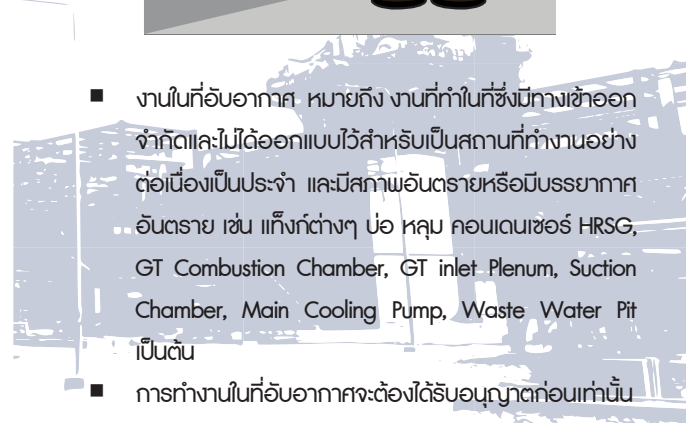 ▪ งานในที่อับอากาศ หมายถึง งานที่ทำในที่ซึ่งมีทางเข้าออก
จำกัดและไม่ได้ออกแบบไว้สำหรับเป็นสถานที่ทำงานอย่าง
ต่อเนื่องเป็นประจำ และมีสภาพอันตรายหรือมีบรรยากาศ
อันตราย เช่น แท็งก์ต่างๆ บ่อ หลุม คอนเดนเซอร์ HRSG,
GT Combustion Chamber, GT inlet Plenum, Suction
Chamber, Main Cooling Pump, Waste Water Pit
เป็นต้น
▪ การทำงานในที่อับอากาศจะต้องได้รับอนุญาตก่อนเท่านั้น